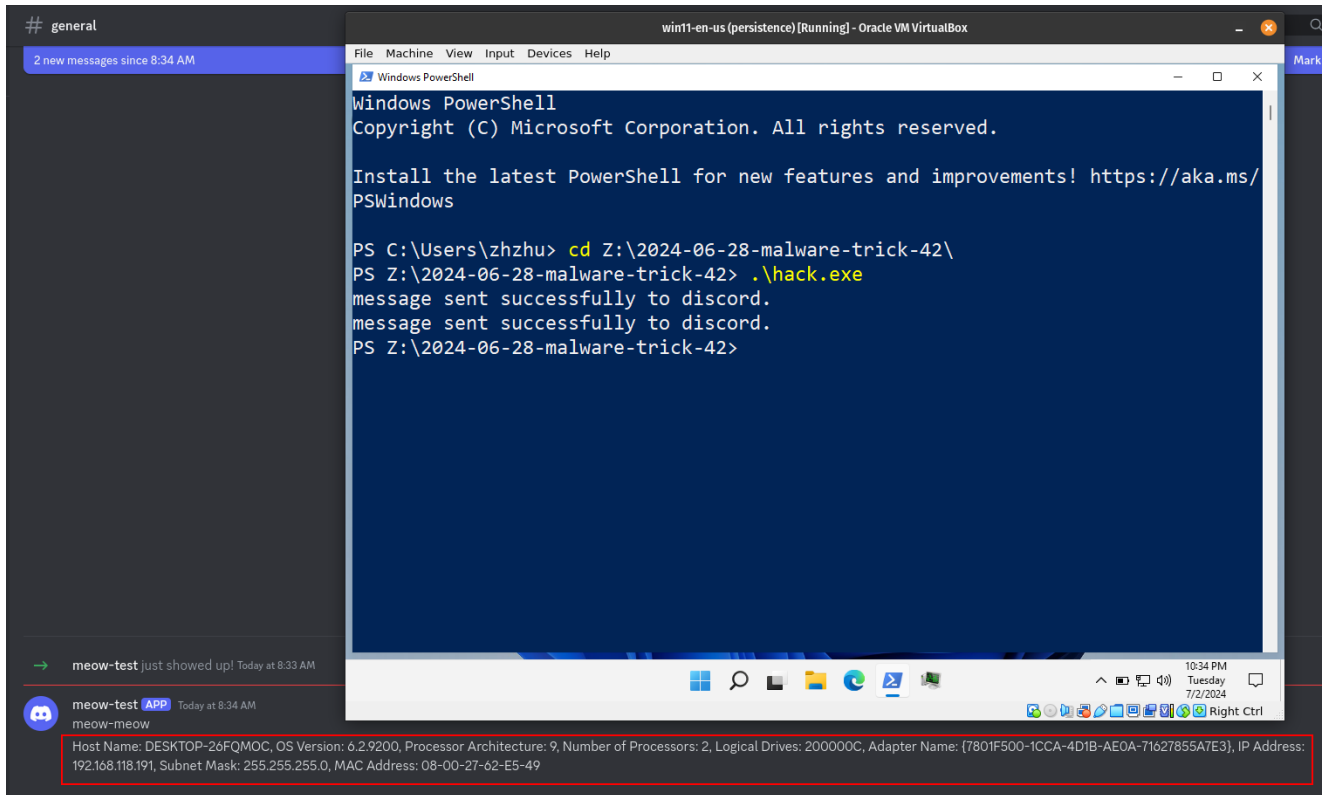 # general
2 new messages since 8:34 AM
Mark
win11-en-us (persistence) [Running] - Oracle VM VirtualBox
File Machine View Input Devices Help
Windows PowerShell
Windows PowerShell
Copyright (C) Microsoft Corporation. All rights reserved.
Install the latest PowerShell for new features and improvements! https://aka.ms/
PSWindows
PS C:\Users\zhzhu> cd Z:\2024-06-28-malware-trick-42\
PS Z:\2024-06-28-malware-trick-42> .\hack.exe
message sent successfully to discord.
message sent successfully to discord.
PS Z:\2024-06-28-malware-trick-42>
10:34 PM
Tuesday
7/2/2024
Right Ctrl
meow-test just showed up! Today at 8:33 AM
meow-test APP Today at 8:34 AM
meow-meow
Host Name: DESKTOP-26FQMOC, OS Version: 6.2.9200, Processor Architecture: 9, Number of Processors: 2, Logical Drives: 200000C, Adapter Name: {7801F500-1CCA-4D1B-AE0A-71627855A7E3}, IP Address:
192.168.118.191, Subnet Mask: 255.255.255.0, MAC Address: 08-00-27-62-E5-49